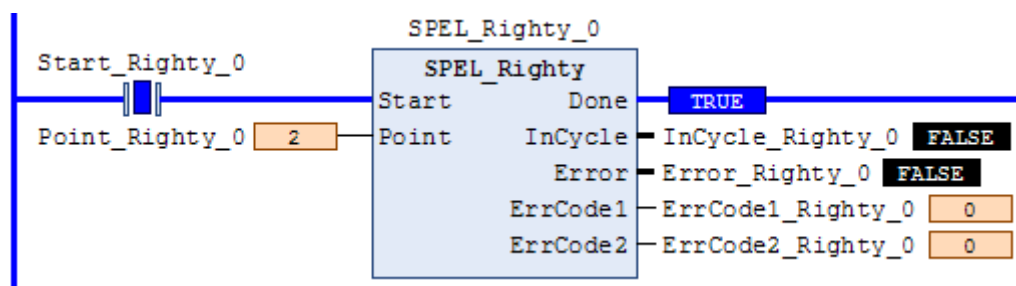 SPEL_Righty_0
Start_Righty_0
SPEL_Righty
Start Done TRUE
Point_Righty_0 2 Point InCycle InCycle_Righty_0 FALSE
Error Error_Righty_0 FALSE
ErrCode1 ErrCode1_Righty_0 0
ErrCode2 ErrCode2_Righty_0 0